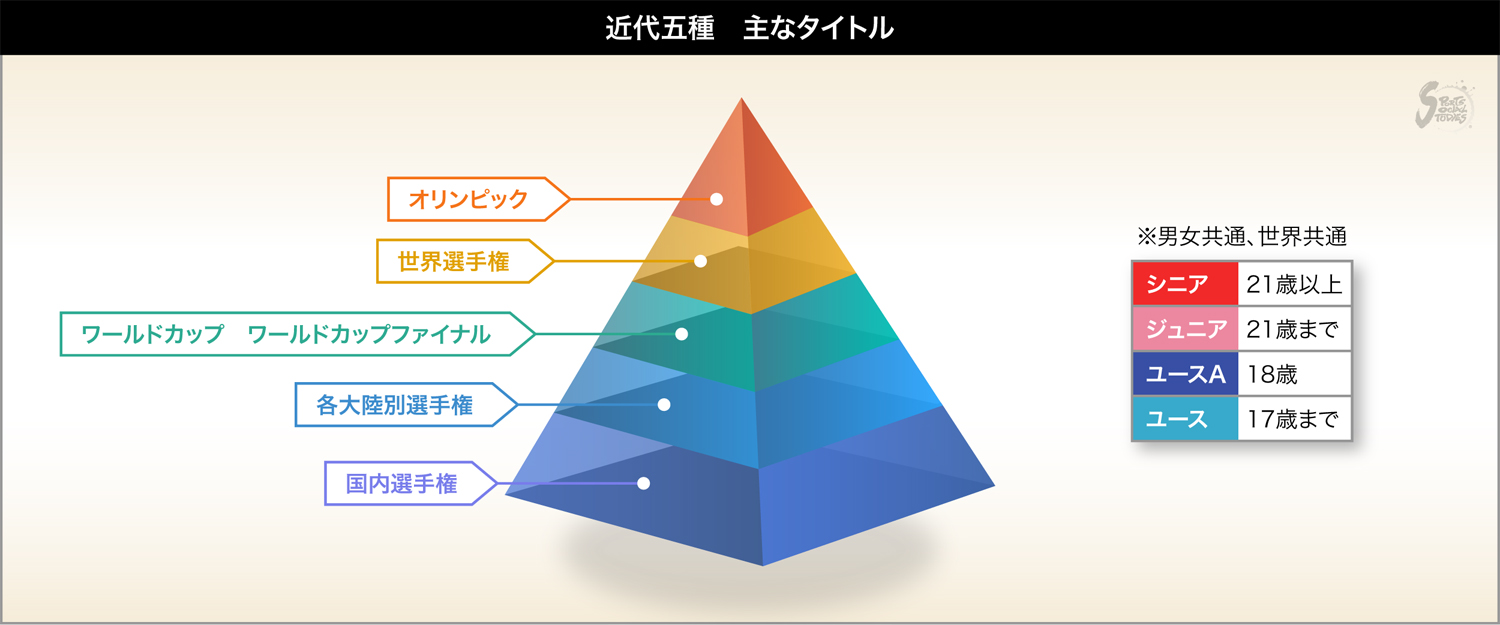 近代五種　主なタイトル
SPORTS
SOCIAL
STUDIES
オリンピック
世界選手権
ワールドカップ　ワールドカップファイナル
各大陸別選手権
国内選手権
※男女共通、世界共通
シニア 21歳以上
ジュニア 21歳まで
ユースA 18歳
ユース 17歳まで